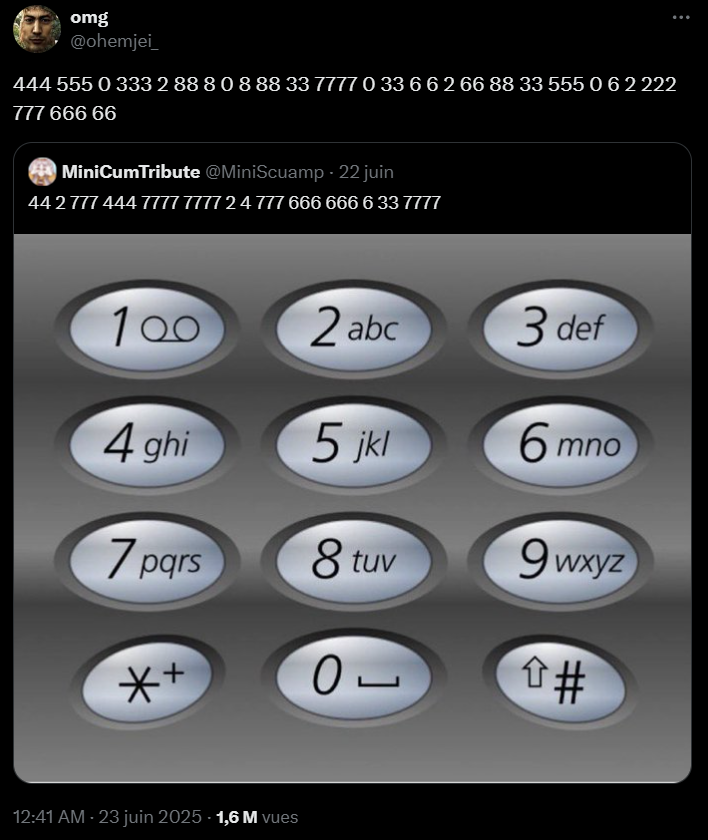 omg
@ohemjei_
444 555 0 333 2 88 8 0 8 88 33 7777 0 33 6 6 2 66 88 33 555 0 6 2 222
777 666 66
MiniCumTribute @MiniScuamp · 22 juin
44 2 777 444 7777 7777 2 4 777 666 666 6 33 7777
1 2 abc 3 def
4 ghi 5 jkl 6 mno
7 pqrs 8 tuv 9 wxyz
*+ 0 #
12:41 AM · 23 juin 2025 · 1,6 M vues